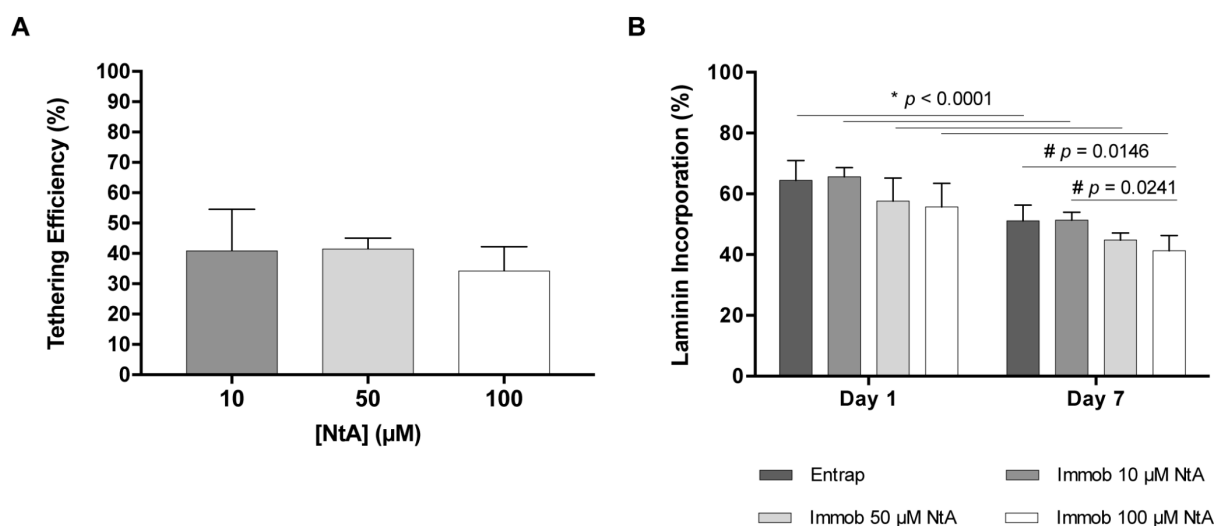 A
Tethering Efficiency (%)
100
90
80
70
60
50
40
30
20
10
0
10 50 100
[NtA] (μM)
B
Laminin Incorporation (%)
100
80
60
40
20
0
* p < 0.0001
# p = 0.0146
# p = 0.0241
Day 1 Day 7
Entrap Immob 10 μM NtA
Immob 50 μM NtA Immob 100 μM NtA